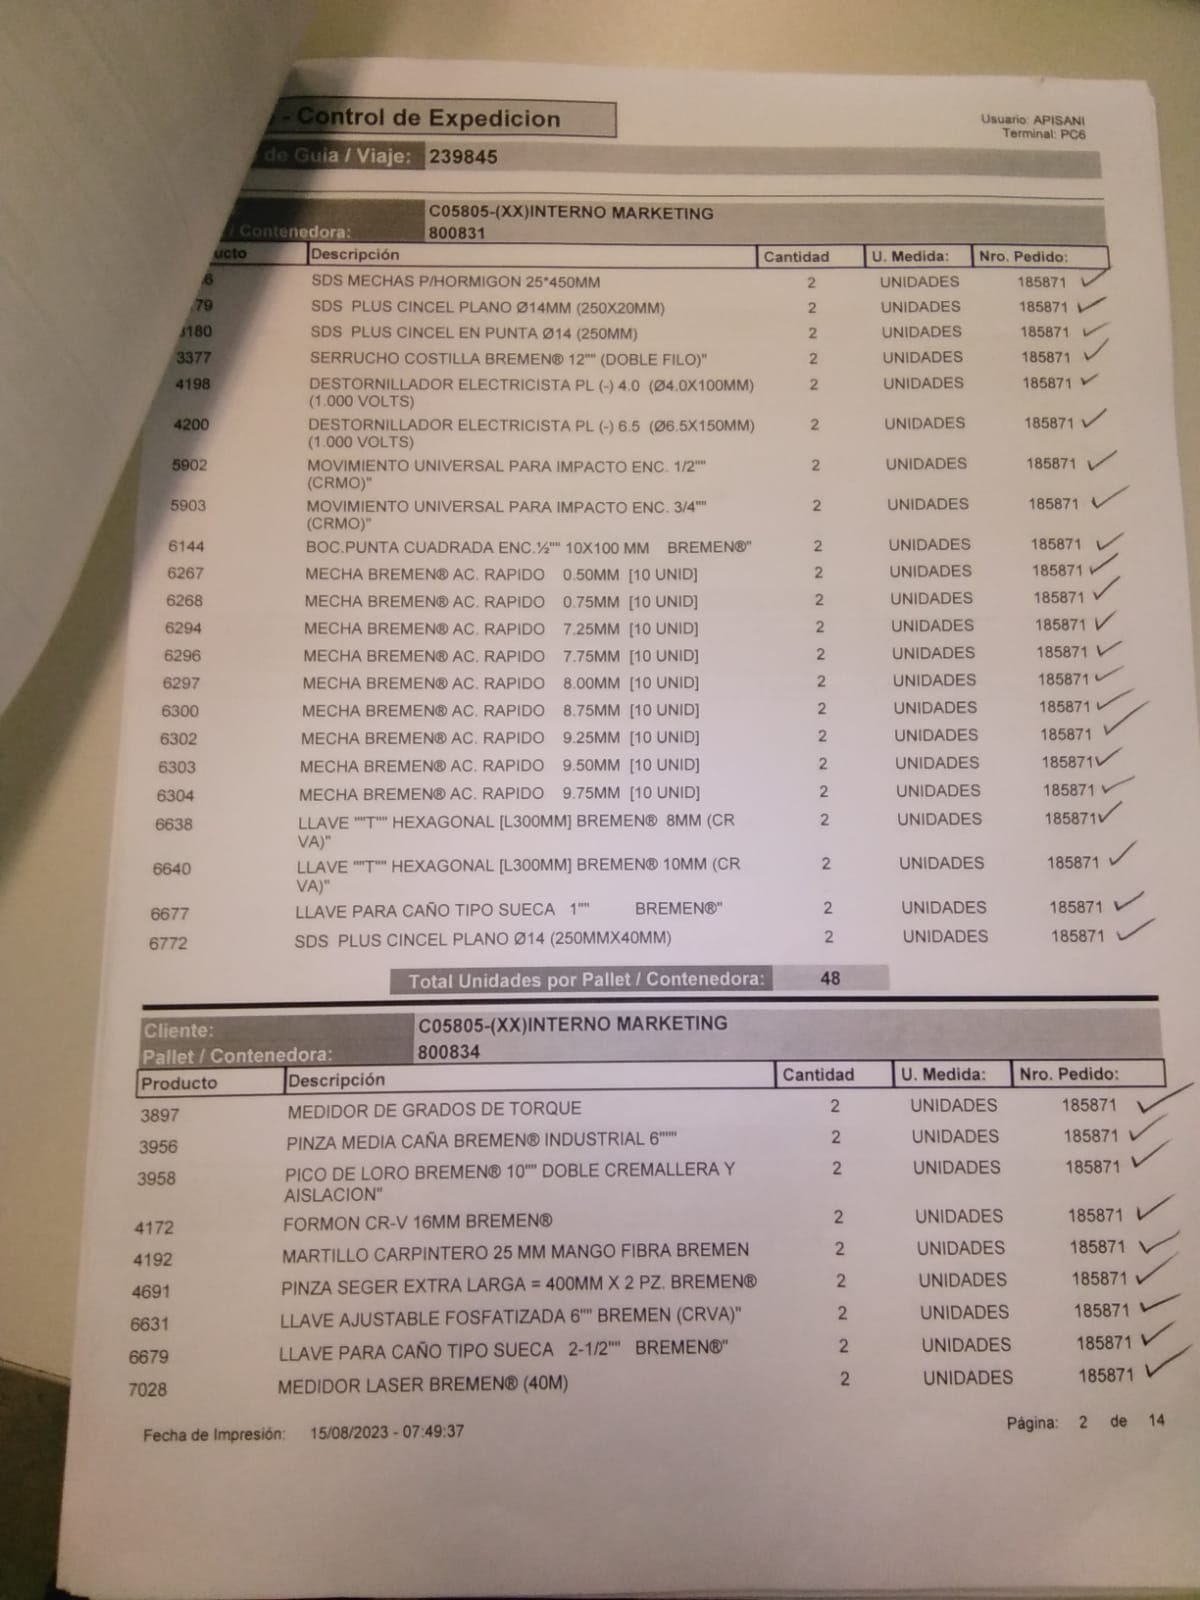 - Control de Expedicion
Usuario: APISANI
Terminal: PC6
de Guia / Viaje: 239845
C05805-(XX)INTERNO MARKETING
/ Contenedora: 800831
ucto Descripción Cantidad U. Medida: Nro. Pedido:
6 SDS MECHAS P/HORMIGON 25*450MM 2 UNIDADES 185871
79 SDS PLUS CINCEL PLANO Ø14MM (250X20MM) 2 UNIDADES 185871
3180 SDS PLUS CINCEL EN PUNTA Ø14 (250MM) 2 UNIDADES 185871
3377 SERRUCHO COSTILLA BREMEN® 12"" (DOBLE FILO)" 2 UNIDADES 185871
4198 DESTORNILLADOR ELECTRICISTA PL (-) 4.0 (Ø4.0X100MM) 2 UNIDADES 185871
(1.000 VOLTS)
4200 DESTORNILLADOR ELECTRICISTA PL (-) 6.5 (Ø6.5X150MM) 2 UNIDADES 185871
(1.000 VOLTS)
5902 MOVIMIENTO UNIVERSAL PARA IMPACTO ENC. 1/2"" 2 UNIDADES 185871
(CRMO)"
5903 MOVIMIENTO UNIVERSAL PARA IMPACTO ENC. 3/4"" 2 UNIDADES 185871
(CRMO)"
6144 BOC.PUNTA CUADRADA ENC.½"" 10X100 MM BREMEN®" 2 UNIDADES 185871
6267 MECHA BREMEN® AC. RAPIDO 0.50MM [10 UNID] 2 UNIDADES 185871
6268 MECHA BREMEN® AC. RAPIDO 0.75MM [10 UNID] 2 UNIDADES 185871
6294 MECHA BREMEN® AC. RAPIDO 7.25MM [10 UNID] 2 UNIDADES 185871
6296 MECHA BREMEN® AC. RAPIDO 7.75MM [10 UNID] 2 UNIDADES 185871
6297 MECHA BREMEN® AC. RAPIDO 8.00MM [10 UNID] 2 UNIDADES 185871
6300 MECHA BREMEN® AC. RAPIDO 8.75MM [10 UNID] 2 UNIDADES 185871
6302 MECHA BREMEN® AC. RAPIDO 9.25MM [10 UNID] 2 UNIDADES 185871
6303 MECHA BREMEN® AC. RAPIDO 9.50MM [10 UNID] 2 UNIDADES 185871
6304 MECHA BREMEN® AC. RAPIDO 9.75MM [10 UNID] 2 UNIDADES 185871
6638 LLAVE ""T"" HEXAGONAL [L300MM] BREMEN® 8MM (CR 2 UNIDADES 185871
VA)"
6640 LLAVE ""T"" HEXAGONAL [L300MM] BREMEN® 10MM (CR 2 UNIDADES 185871
VA)"
6677 LLAVE PARA CAÑO TIPO SUECA 1"" BREMEN®" 2 UNIDADES 185871
6772 SDS PLUS CINCEL PLANO Ø14 (250MMX40MM) 2 UNIDADES 185871
Total Unidades por Pallet / Contenedora: 48
Cliente: C05805-(XX)INTERNO MARKETING
Pallet / Contenedora: 800834
Producto Descripción Cantidad U. Medida: Nro. Pedido:
3897 MEDIDOR DE GRADOS DE TORQUE 2 UNIDADES 185871
3956 PINZA MEDIA CAÑA BREMEN® INDUSTRIAL 6""" 2 UNIDADES 185871
3958 PICO DE LORO BREMEN® 10"" DOBLE CREMALLERA Y 2 UNIDADES 185871
AISLACION"
4172 FORMON CR-V 16MM BREMEN® 2 UNIDADES 185871
4192 MARTILLO CARPINTERO 25 MM MANGO FIBRA BREMEN 2 UNIDADES 185871
4691 PINZA SEGER EXTRA LARGA = 400MM X 2 PZ. BREMEN® 2 UNIDADES 185871
6631 LLAVE AJUSTABLE FOSFATIZADA 6"" BREMEN (CRVA)" 2 UNIDADES 185871
6679 LLAVE PARA CAÑO TIPO SUECA 2-1/2"" BREMEN®" 2 UNIDADES 185871
7028 MEDIDOR LASER BREMEN® (40M) 2 UNIDADES 185871
Fecha de Impresión: 15/08/2023 - 07:49:37
Página: 2 de 14